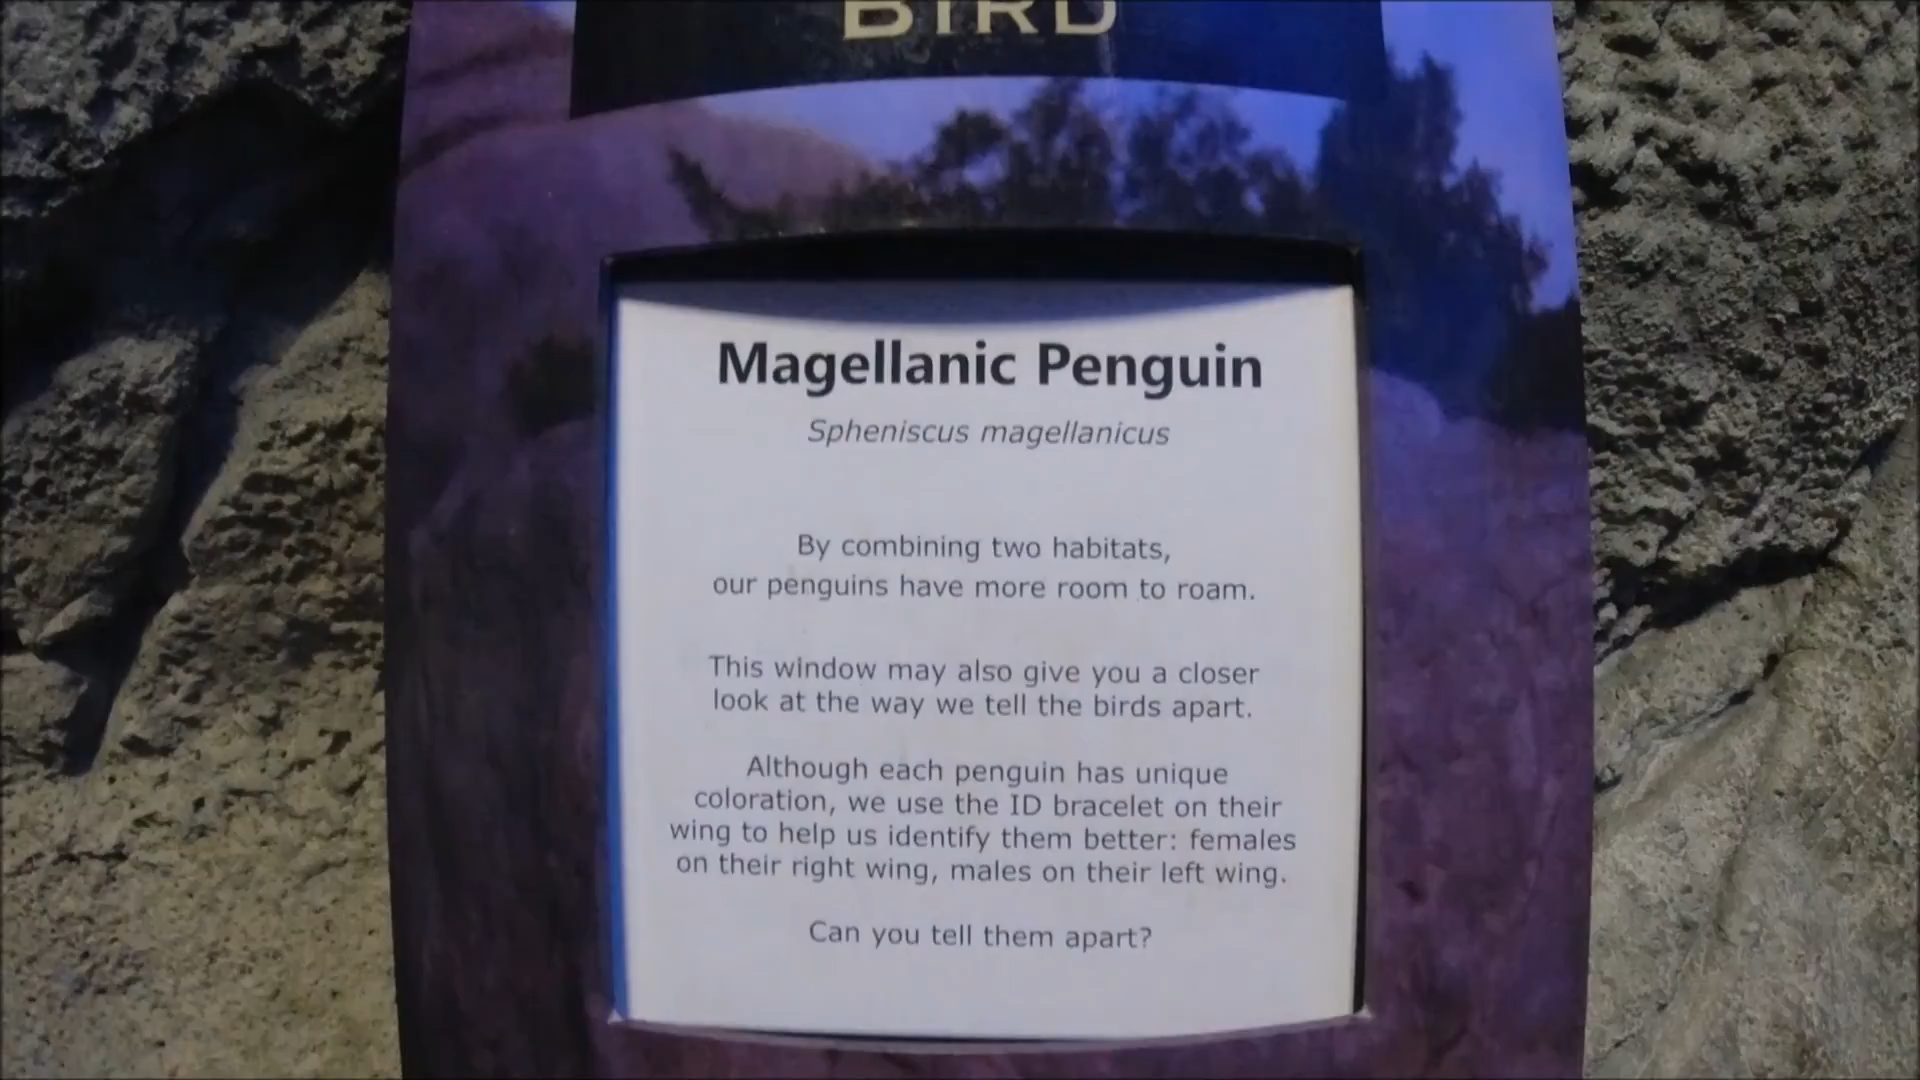 BIRD
Magellanic Penguin
Spheniscus magellanicus
By combining two habitats,
our penguins have more room to roam.
This window may also give you a closer
look at the way we tell the birds apart.
Although each penguin has unique
coloration, we use the ID bracelet on their
wing to help us identify them better: females
on their right wing, males on their left wing.
Can you tell them apart?